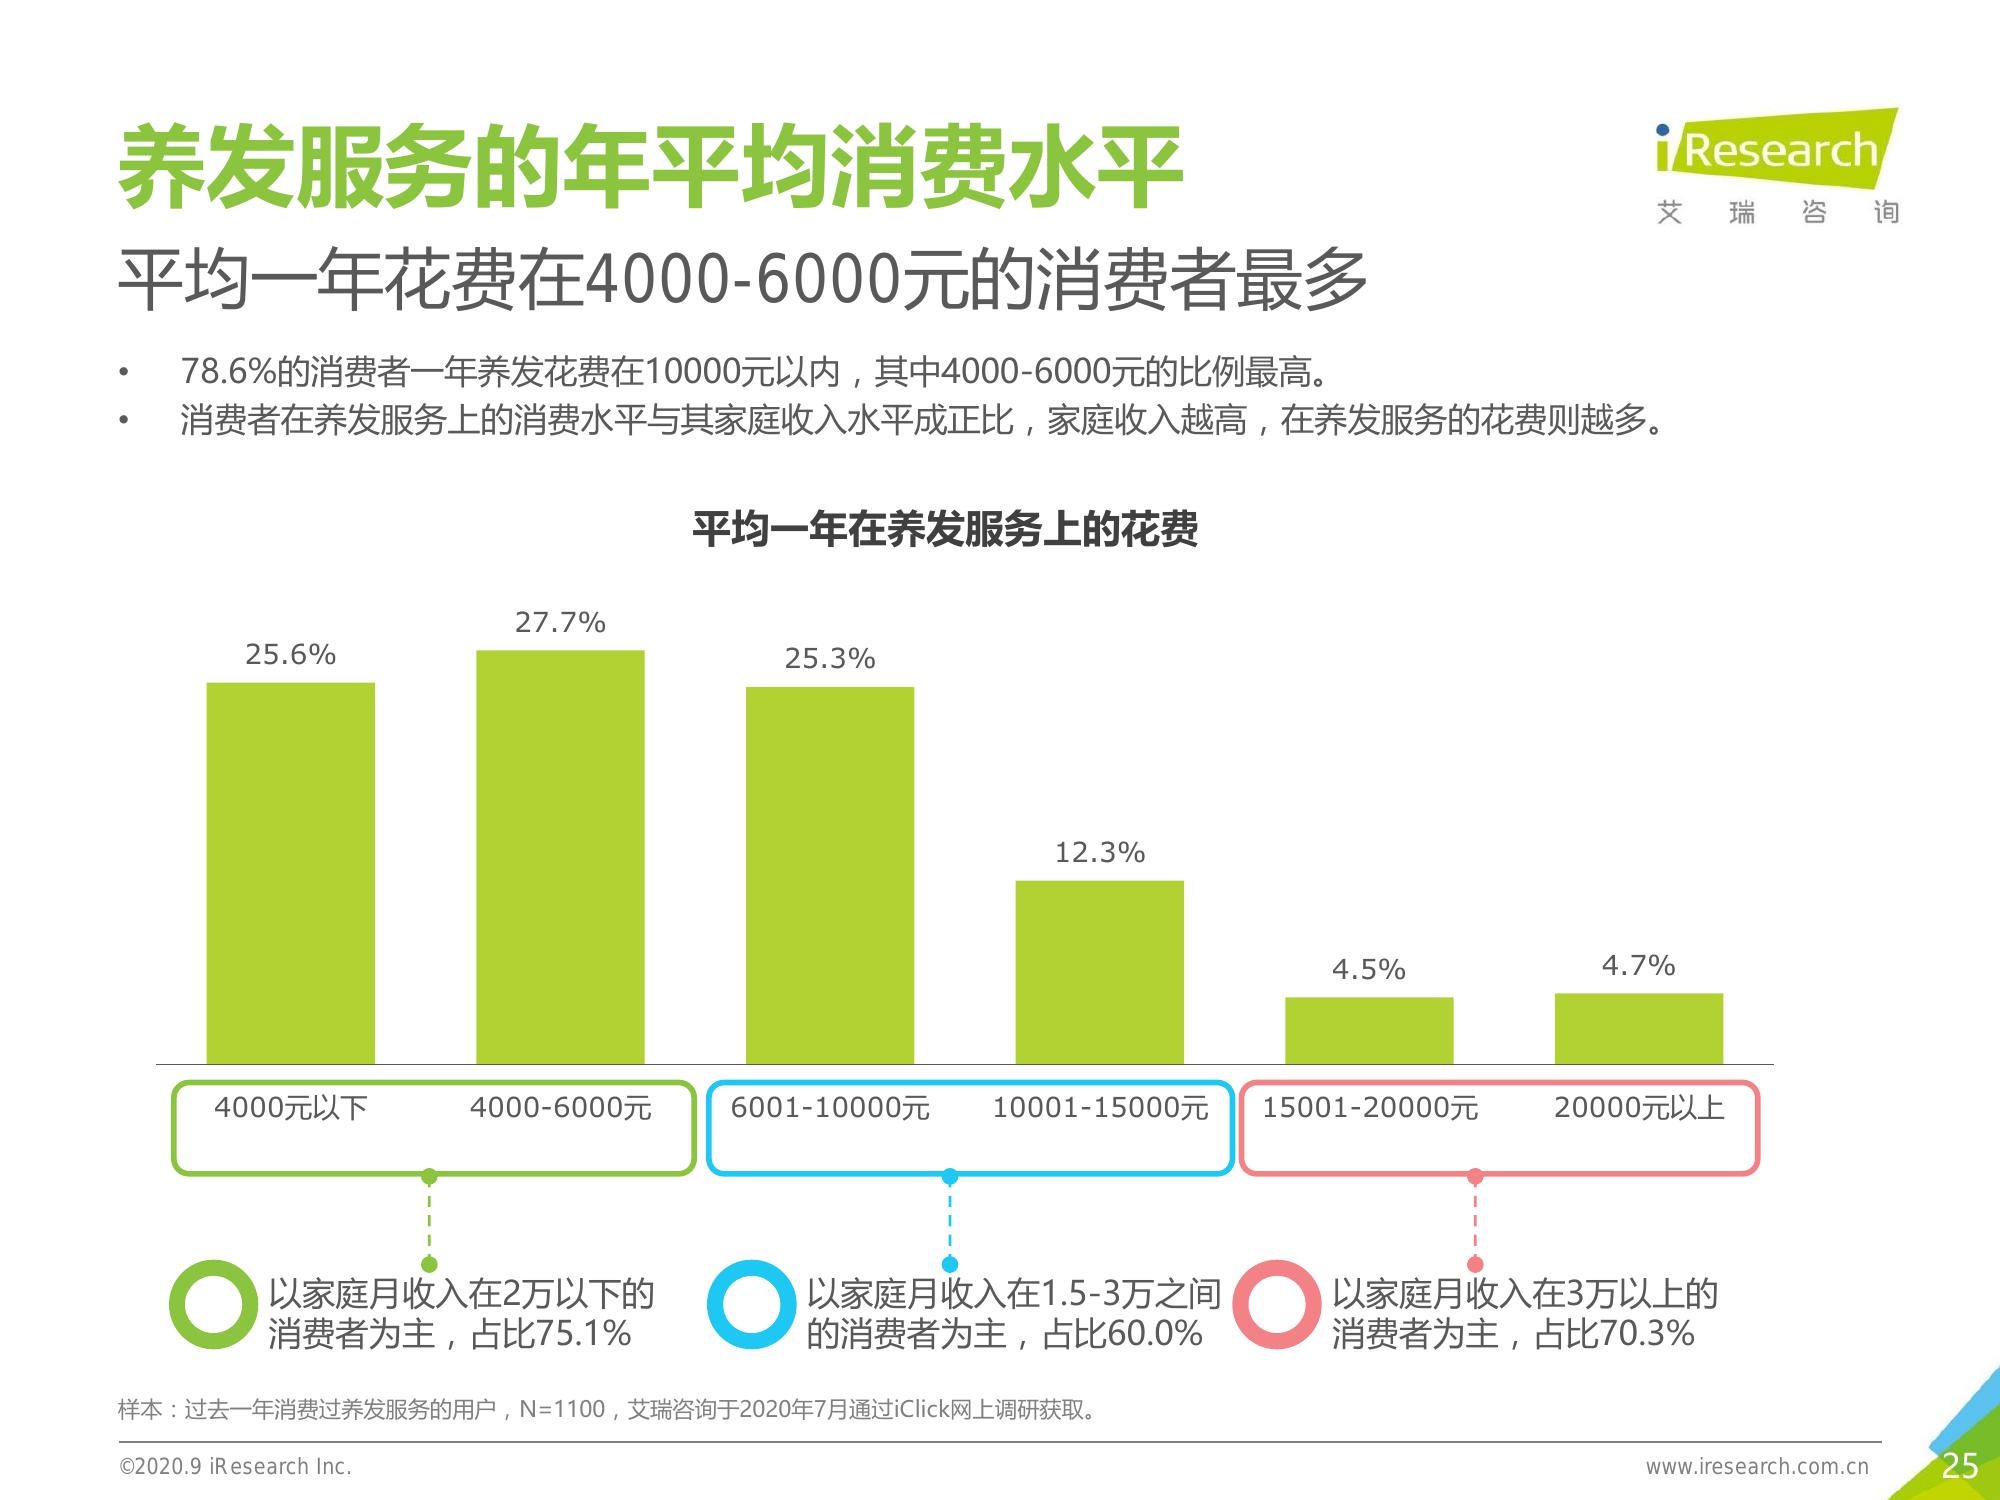 养发服务的年平均消费水平
iResearch
艾瑞咨询
平均一年花费在4000-6000元的消费者最多
• 78.6%的消费者一年养发花费在10000元以内，其中4000-6000元的比例最高。
• 消费者在养发服务上的消费水平与其家庭收入水平成正比，家庭收入越高，在养发服务的花费则越多。
平均一年在养发服务上的花费
25.6%
27.7%
25.3%
12.3%
4.5%
4.7%
4000元以下
4000-6000元
6001-10000元
10001-15000元
15001-20000元
20000元以上
以家庭月收入在2万以下的
消费者为主，占比75.1%
以家庭月收入在1.5-3万之间
的消费者为主，占比60.0%
以家庭月收入在3万以上的
消费者为主，占比70.3%
样本：过去一年消费过养发服务的用户，N=1100，艾瑞咨询于2020年7月通过iClick网上调研获取。
©2020.9 iResearch Inc.
www.iresearch.com.cn
25